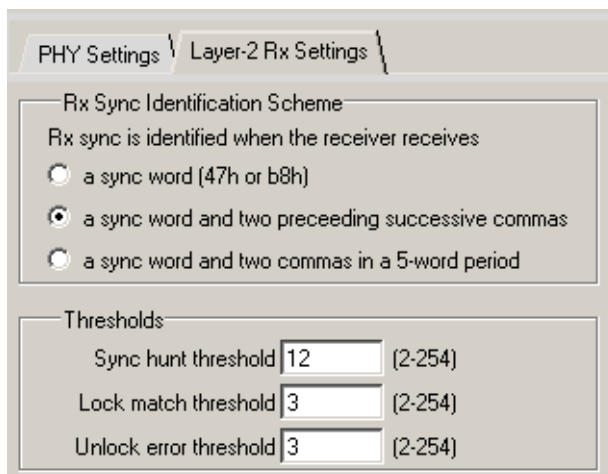 PHY Settings Layer-2 Rx Settings
Rx Sync Identification Scheme
Rx sync is identified when the receiver receives
a sync word (47h or b8h)
a sync word and two preceeding successive commas
a sync word and two commas in a 5-word period
Thresholds
Sync hunt threshold 12 (2-254)
Lock match threshold 3 (2-254)
Unlock error threshold 3 (2-254)